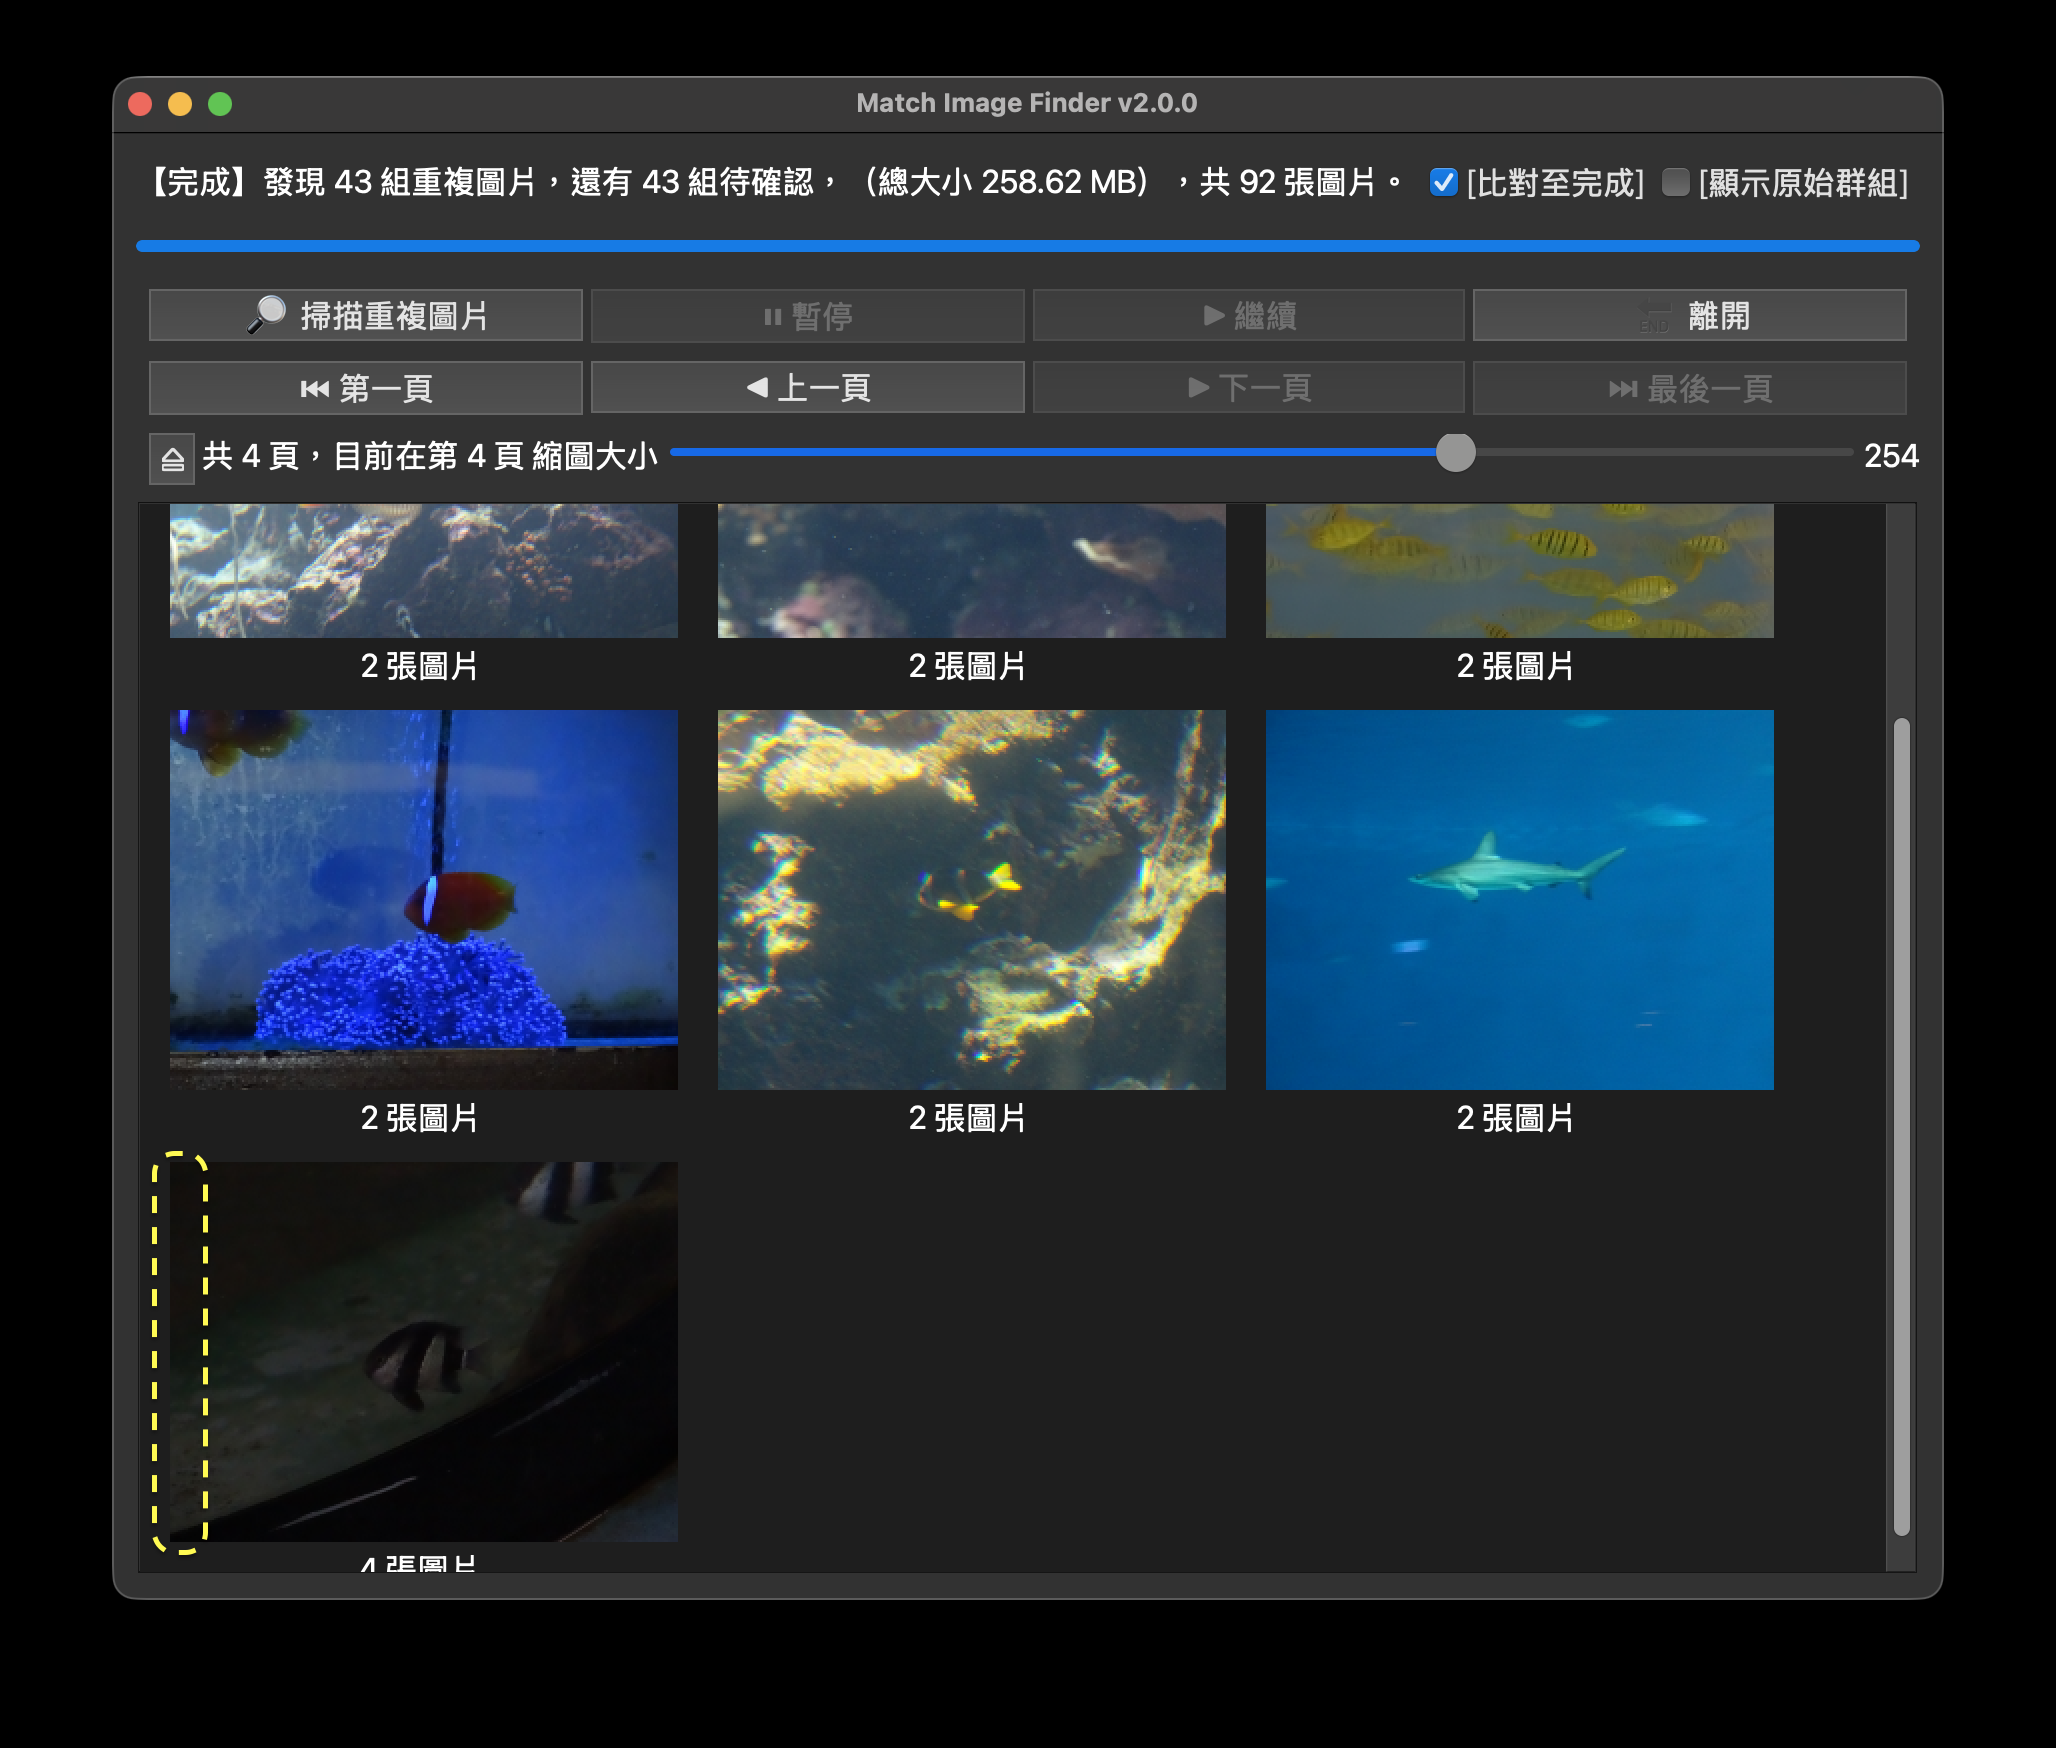 Match Image Finder v2.0.0
【完成】發現 43 組重複圖片，還有 43 組待確認，（總大小 258.62 MB），共 92 張圖片。 [比對至完成] [顯示原始群組]
掃描重複圖片 暫停 繼續 END 離開
第一頁 上一頁 下一頁 最後一頁
共 4 頁，目前在第 4 頁 縮圖大小 254
2 張圖片 2 張圖片 2 張圖片
2 張圖片 2 張圖片 2 張圖片
4 張圖片